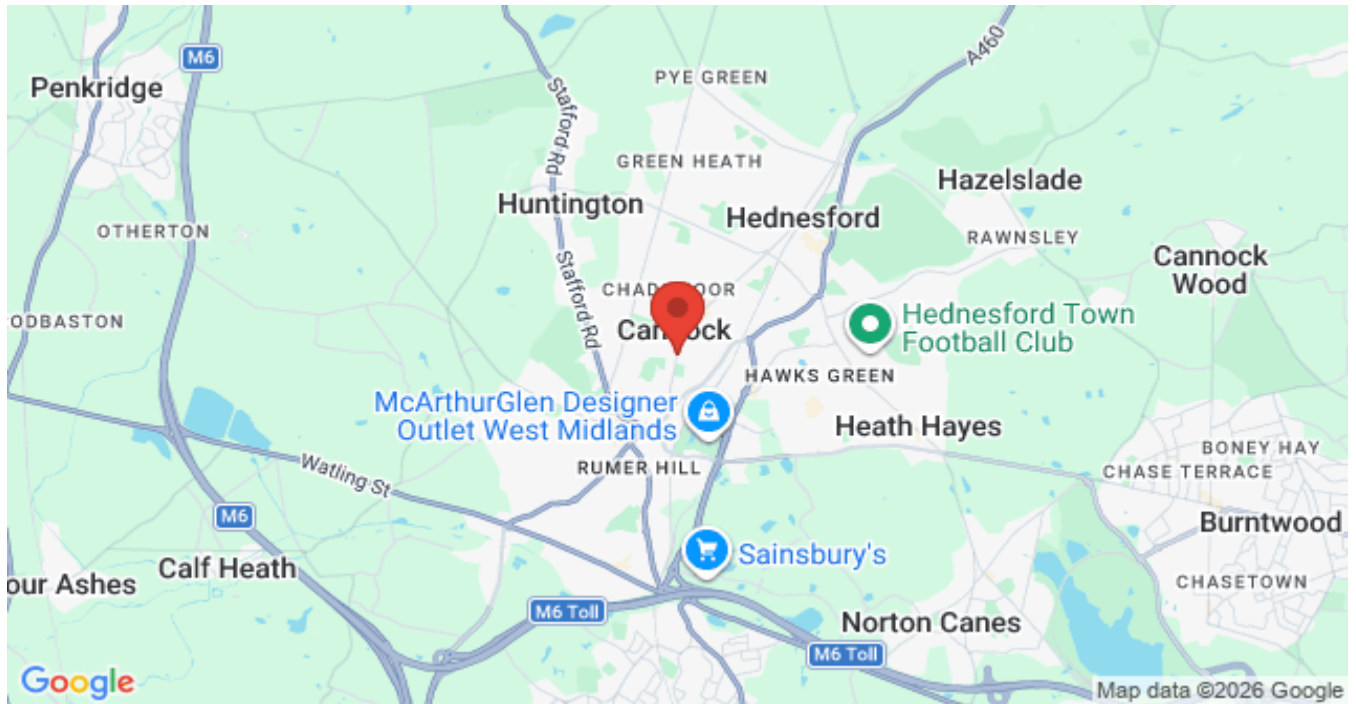 M6
Penkridge
PYE GREEN
A460
Stafford Rd
GREEN HEATH
Hazelslade
Huntington
Hednesford
OTHERTON
RAWNSLEY
Cannock
Wood
Stafford Rd
ODBASTON
Hednesford Town
Football Club
HAWKS GREEN
McArthurGlen Designer
Outlet West Midlands
Heath Hayes
BONEY HAY
RUMER HILL
CHASE TERRACE
Watling St
M6
Burntwood
Sainsbury's
Calf Heath
our Ashes
CHASETOWN
M6 Toll
Norton Canes
M6 Toll
Google
Map data ©2026 Google